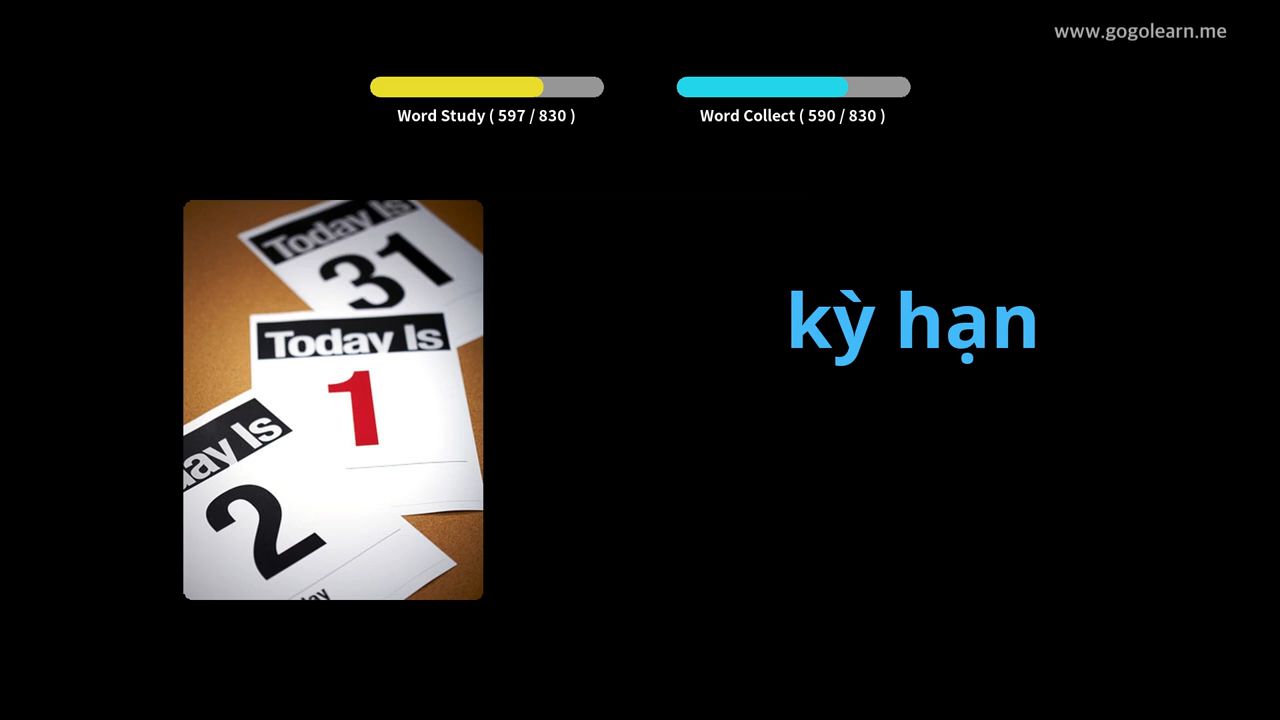 www.gogolearn.me
Word Study ( 597 / 830 )
Word Collect ( 590 / 830 )
Today Is
31
Today Is
1
ay Is
2
kỳ hạn